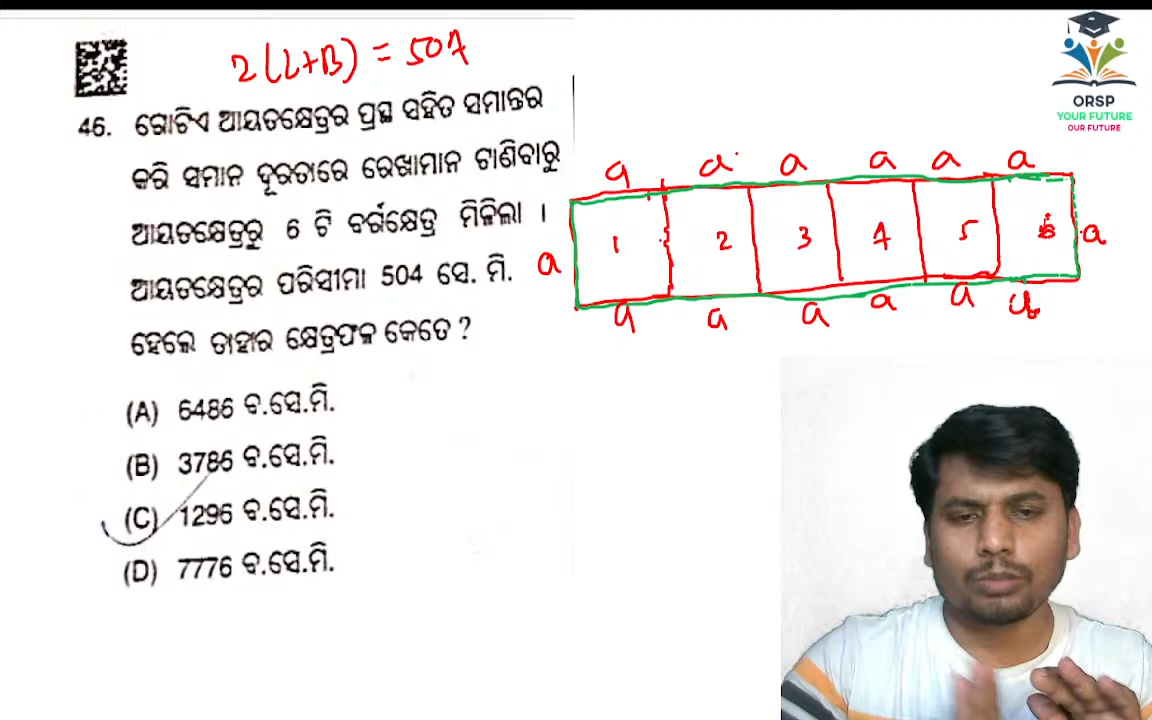 2(L+B) = 504
46. ଗୋଟିଏ ଆୟତକ୍ଷେତ୍ରର ପ୍ରସ୍ଥ ସହିତ ସମାନ୍ତର
କରି ସମାନ ଦୂରତାରେ ରେଖାମାନ ଟାଣିବାରୁ
ଆୟତକ୍ଷେତ୍ରରୁ 6 ଟି ବର୍ଗକ୍ଷେତ୍ର ମିଳିଲା ।
ଆୟତକ୍ଷେତ୍ରର ପରିସୀମା 504 ସେ. ମି.
ହେଲେ ତାହାର କ୍ଷେତ୍ରଫଳ କେତେ ?
(A) 6486 ବ.ସେ.ମି.
(B) 3786 ବ.ସେ.ମି.
(C) 1296 ବ.ସେ.ମି.
(D) 7776 ବ.ସେ.ମି.
a a a a a a
a 1 2 3 4 5 6 a
a a a a a a
ORSP
YOUR FUTURE
OUR FUTURE